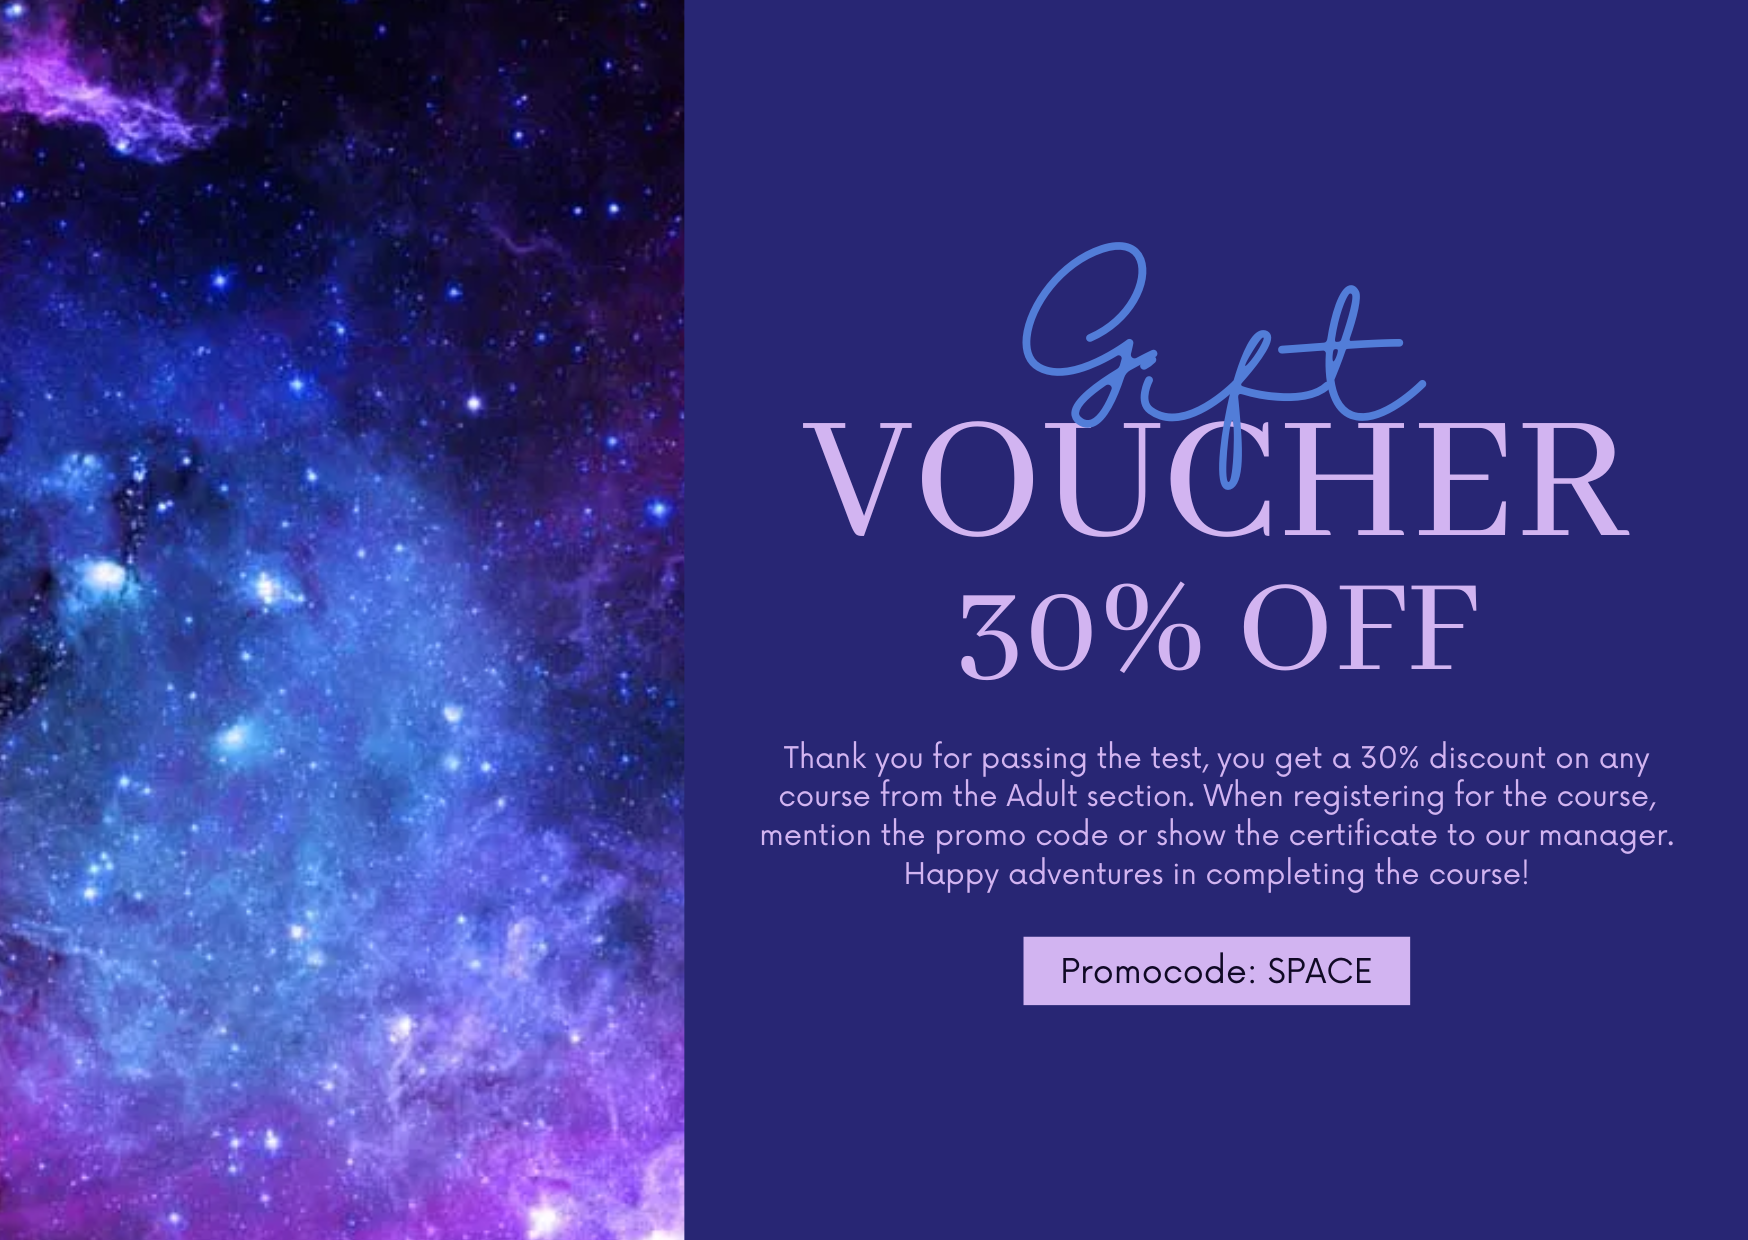 Gift
VOUCHER
30% OFF
Thank you for passing the test, you get a 30% discount on any
course from the Adult section. When registering for the course,
mention the promo code or show the certificate to our manager.
Happy adventures in completing the course!
Promocode: SPACE